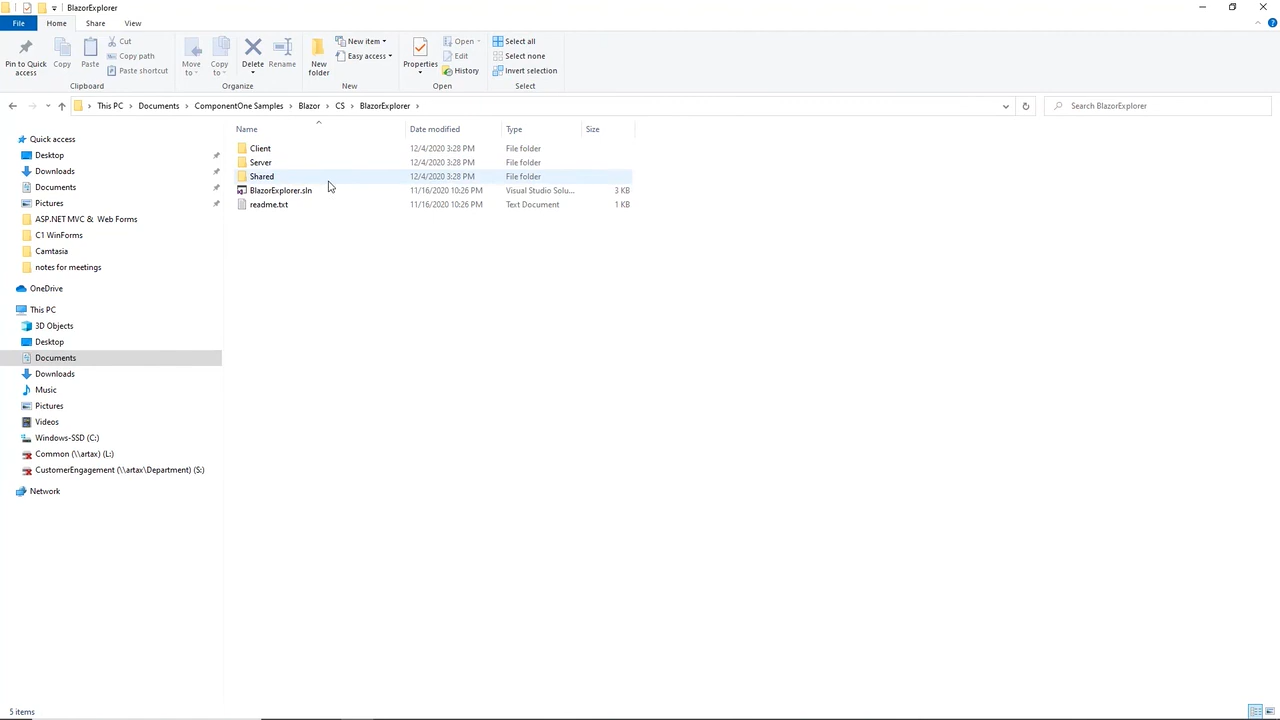 BlazorExplorer
File Home Share View
Pin to Quick access
Copy
Paste
Cut
Copy path
Paste shortcut
Clipboard
Move to
Copy to
Delete
Rename
Organize
New folder
New item
Easy access
New
Properties
Open
Edit
History
Open
Select all
Select none
Invert selection
Select
This PC > Documents > ComponentOne Samples > Blazor > CS > BlazorExplorer >
Search BlazorExplorer
Name Date modified Type Size
Client 12/4/2020 3:28 PM File folder
Server 12/4/2020 3:28 PM File folder
Shared 12/4/2020 3:28 PM File folder
BlazorExplorer.sln 11/16/2020 10:26 PM Visual Studio Solu... 3 KB
readme.txt 11/16/2020 10:26 PM Text Document 1 KB
Quick access
Desktop
Downloads
Documents
Pictures
ASP.NET MVC & Web Forms
C1 WinForms
Camtasia
notes for meetings
OneDrive
This PC
3D Objects
Desktop
Documents
Downloads
Music
Pictures
Videos
Windows-SSD (C:)
Common (\\artax) (L:)
CustomerEngagement (\\artax\Department) (S:)
Network
5 items